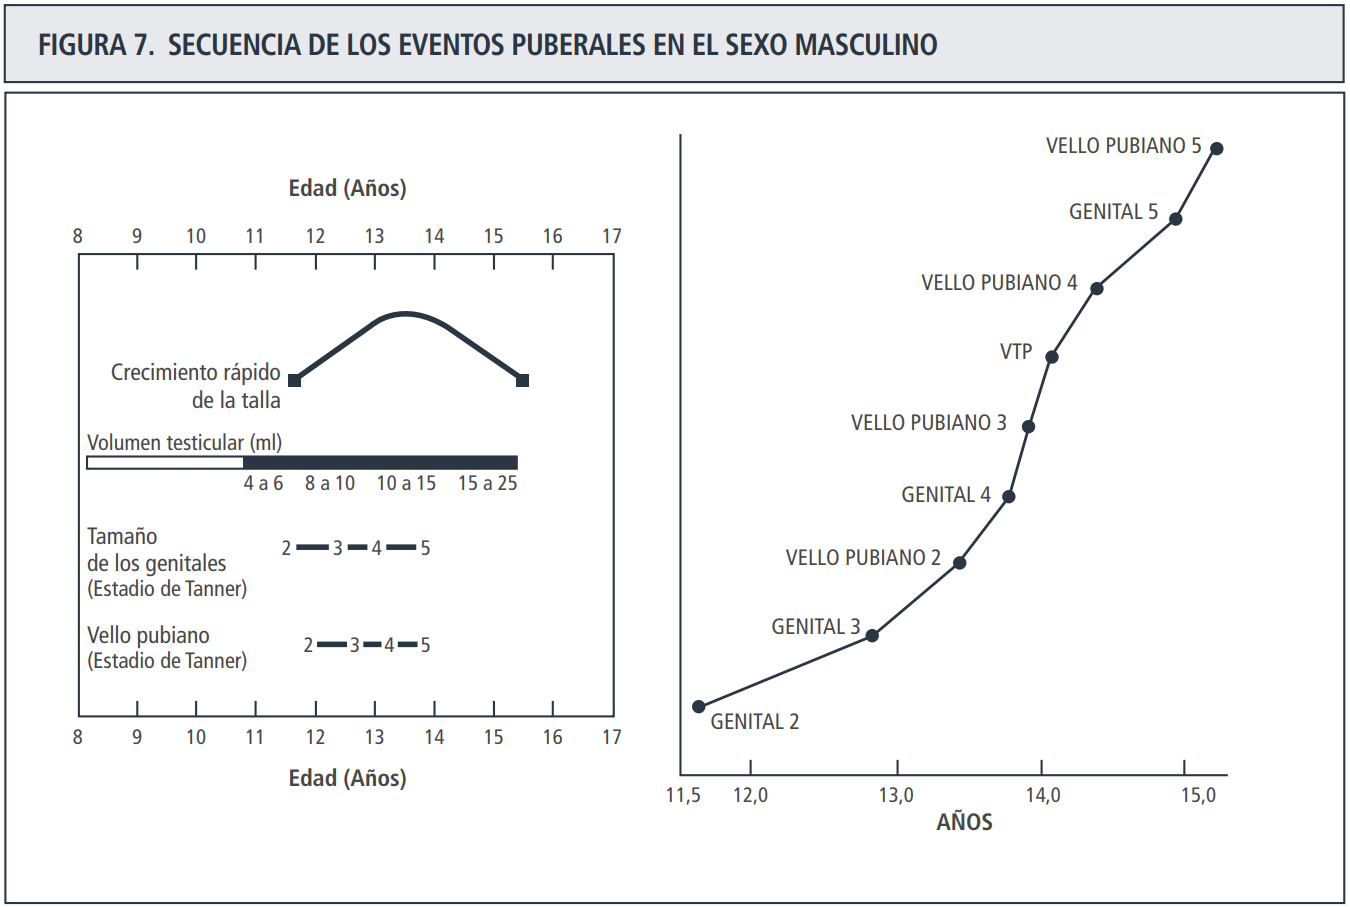 FIGURA 7. SECUENCIA DE LOS EVENTOS PUBERALES EN EL SEXO MASCULINO
Edad (Años)
8 9 10 11 12 13 14 15 16 17
Crecimiento rápido
de la talla
Volumen testicular (ml)
4 a 6 8 a 10 10 a 15 15 a 25
Tamaño
de los genitales
(Estadio de Tanner)
2 3 4 5
Vello pubiano
(Estadio de Tanner)
2 3 4 5
8 9 10 11 12 13 14 15 16 17
Edad (Años)
VELLO PUBIANO 5
GENITAL 5
VELLO PUBIANO 4
VTP
VELLO PUBIANO 3
GENITAL 4
VELLO PUBIANO 2
GENITAL 3
GENITAL 2
11,5 12,0 13,0 14,0 15,0
AÑOS